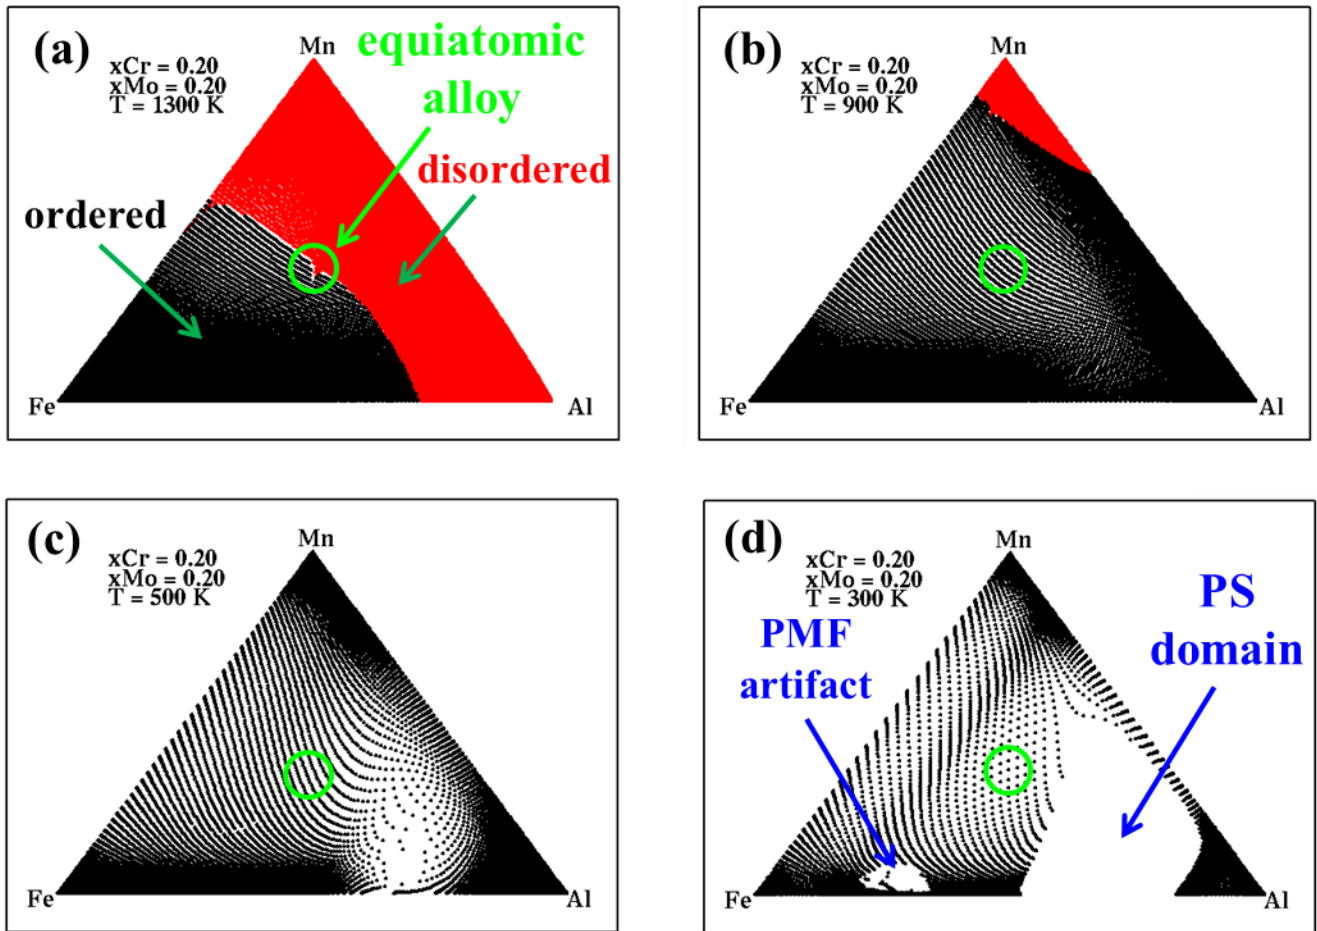 (a)
Mn
equiatomic
alloy
xCr = 0.20
xMo = 0.20
T = 1300 K
disordered
ordered
Fe
Al
(b)
Mn
xCr = 0.20
xMo = 0.20
T = 900 K
Fe
Al
(c)
Mn
xCr = 0.20
xMo = 0.20
T = 500 K
Fe
Al
(d)
Mn
xCr = 0.20
xMo = 0.20
T = 300 K
PMF
artifact
PS
domain
Fe
Al